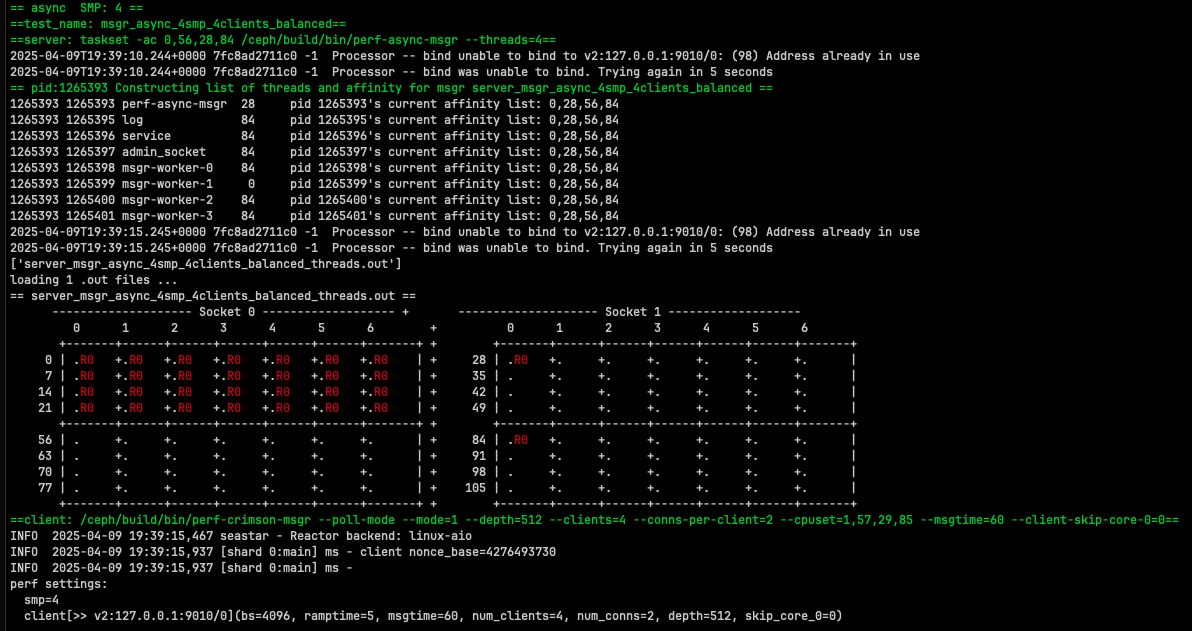 == async  SMP: 4 ==
==test_name: msgr_async_4smp_4clients_balanced==
==server: taskset -ac 0,56,28,84 /ceph/build/bin/perf-async-msgr --threads=4==
2025-04-09T19:39:10.244+0000 7fc8ad2711c0 -1  Processor -- bind unable to bind to v2:127.0.0.1:9010/0: (98) Address already in use
2025-04-09T19:39:10.244+0000 7fc8ad2711c0 -1  Processor -- bind was unable to bind. Trying again in 5 seconds
== pid:1265393 Constructing list of threads and affinity for msgr server_msgr_async_4smp_4clients_balanced ==
1265393 1265393 perf-async-msgr  28     pid 1265393's current affinity list: 0,28,56,84
1265393 1265395 log              84     pid 1265395's current affinity list: 0,28,56,84
1265393 1265396 service          84     pid 1265396's current affinity list: 0,28,56,84
1265393 1265397 admin_socket     84     pid 1265397's current affinity list: 0,28,56,84
1265393 1265398 msgr-worker-0    84     pid 1265398's current affinity list: 0,28,56,84
1265393 1265399 msgr-worker-1     0     pid 1265399's current affinity list: 0,28,56,84
1265393 1265400 msgr-worker-2    84     pid 1265400's current affinity list: 0,28,56,84
1265393 1265401 msgr-worker-3    84     pid 1265401's current affinity list: 0,28,56,84
2025-04-09T19:39:15.245+0000 7fc8ad2711c0 -1  Processor -- bind unable to bind to v2:127.0.0.1:9010/0: (98) Address already in use
2025-04-09T19:39:15.245+0000 7fc8ad2711c0 -1  Processor -- bind was unable to bind. Trying again in 5 seconds
['server_msgr_async_4smp_4clients_balanced_threads.out']
loading 1 .out files ...
== server_msgr_async_4smp_4clients_balanced_threads.out ==
      -------------------- Socket 0 ------------------- +       -------------------- Socket 1 -------------------
         0      1      2      3      4      5      6        +          0      1      2      3      4      5      6
       +-------+------+------+------+------+------+-------+ +        +-------+------+------+------+------+------+-------+
     0 | .R0   +.R0   +.R0   +.R0   +.R0   +.R0   +.R0    | +     28 | .R0   +.     +.     +.     +.     +.     +.      |
     7 | .R0   +.R0   +.R0   +.R0   +.R0   +.R0   +.R0    | +     35 | .     +.     +.     +.     +.     +.     +.      |
    14 | .R0   +.R0   +.R0   +.R0   +.R0   +.R0   +.R0    | +     42 | .     +.     +.     +.     +.     +.     +.      |
    21 | .R0   +.R0   +.R0   +.R0   +.R0   +.R0   +.R0    | +     49 | .     +.     +.     +.     +.     +.     +.      |
       +-------+------+------+------+------+------+-------+ +        +-------+------+------+------+------+------+-------+
    56 | .     +.     +.     +.     +.     +.     +.      | +     84 | .R0   +.     +.     +.     +.     +.     +.      |
    63 | .     +.     +.     +.     +.     +.     +.      | +     91 | .     +.     +.     +.     +.     +.     +.      |
    70 | .     +.     +.     +.     +.     +.     +.      | +     98 | .     +.     +.     +.     +.     +.     +.      |
    77 | .     +.     +.     +.     +.     +.     +.      | +    105 | .     +.     +.     +.     +.     +.     +.      |
       +-------+------+------+------+------+------+-------+ +        +-------+------+------+------+------+------+-------+
==client: /ceph/build/bin/perf-crimson-msgr --poll-mode --mode=1 --depth=512 --clients=4 --conns-per-client=2 --cpuset=1,57,29,85 --msgtime=60 --client-skip-core-0=0==
INFO  2025-04-09 19:39:15,467 seastar - Reactor backend: linux-aio
INFO  2025-04-09 19:39:15,937 [shard 0:main] ms - client nonce_base=4276493730
INFO  2025-04-09 19:39:15,937 [shard 0:main] ms -
perf settings:
  smp=4
  client[>> v2:127.0.0.1:9010/0](bs=4096, ramptime=5, msgtime=60, num_clients=4, num_conns=2, depth=512, skip_core_0=0)